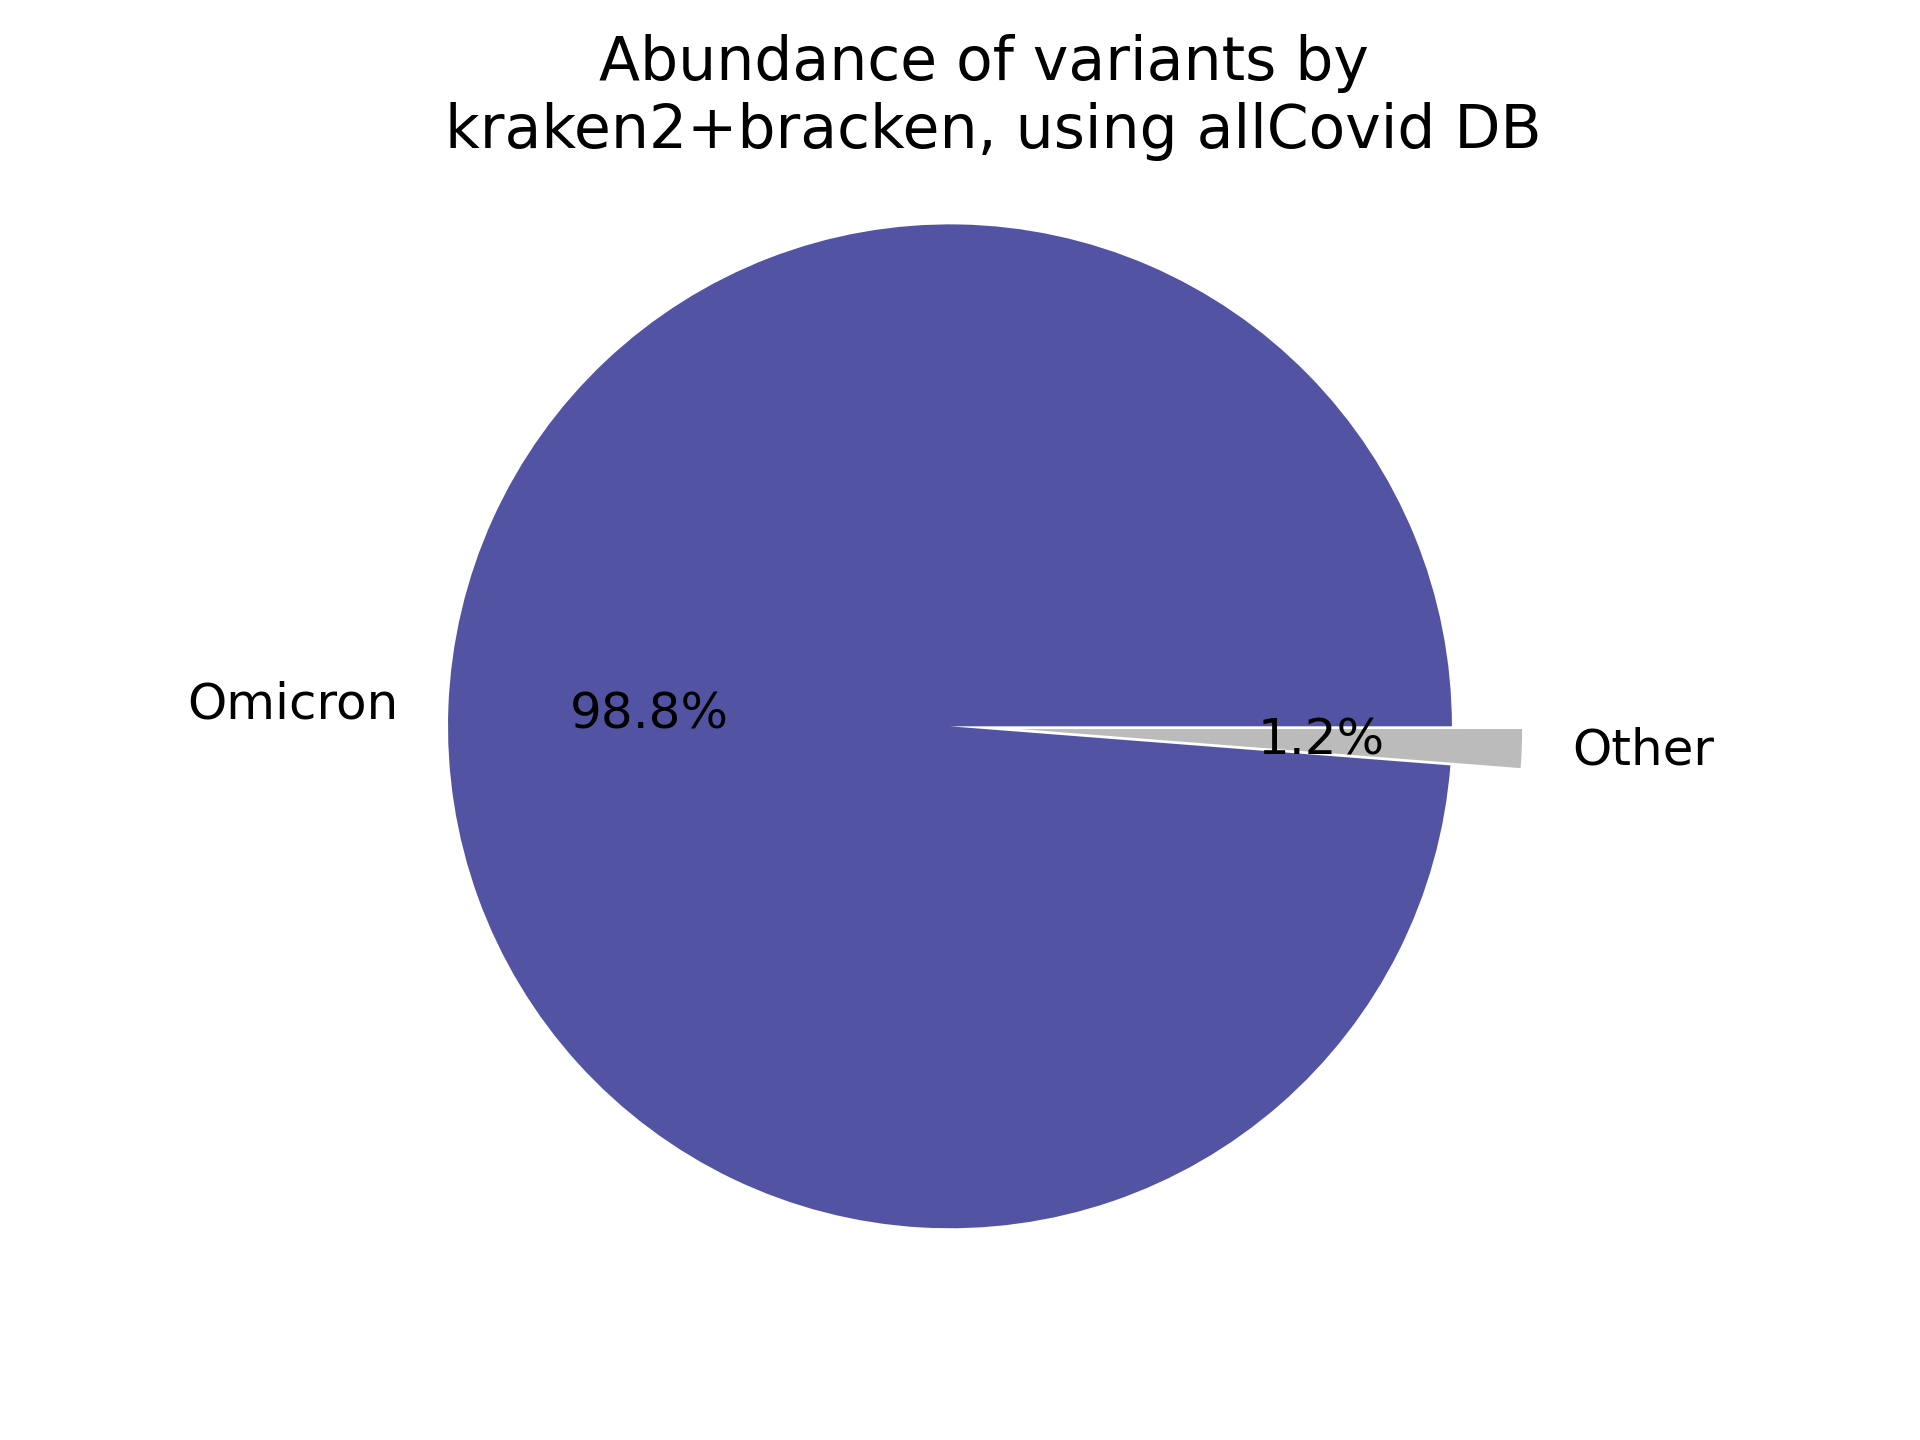 Abundance of variants by
kraken2+bracken, using allCovid DB
Omicron
98.8%
1.2%
Other